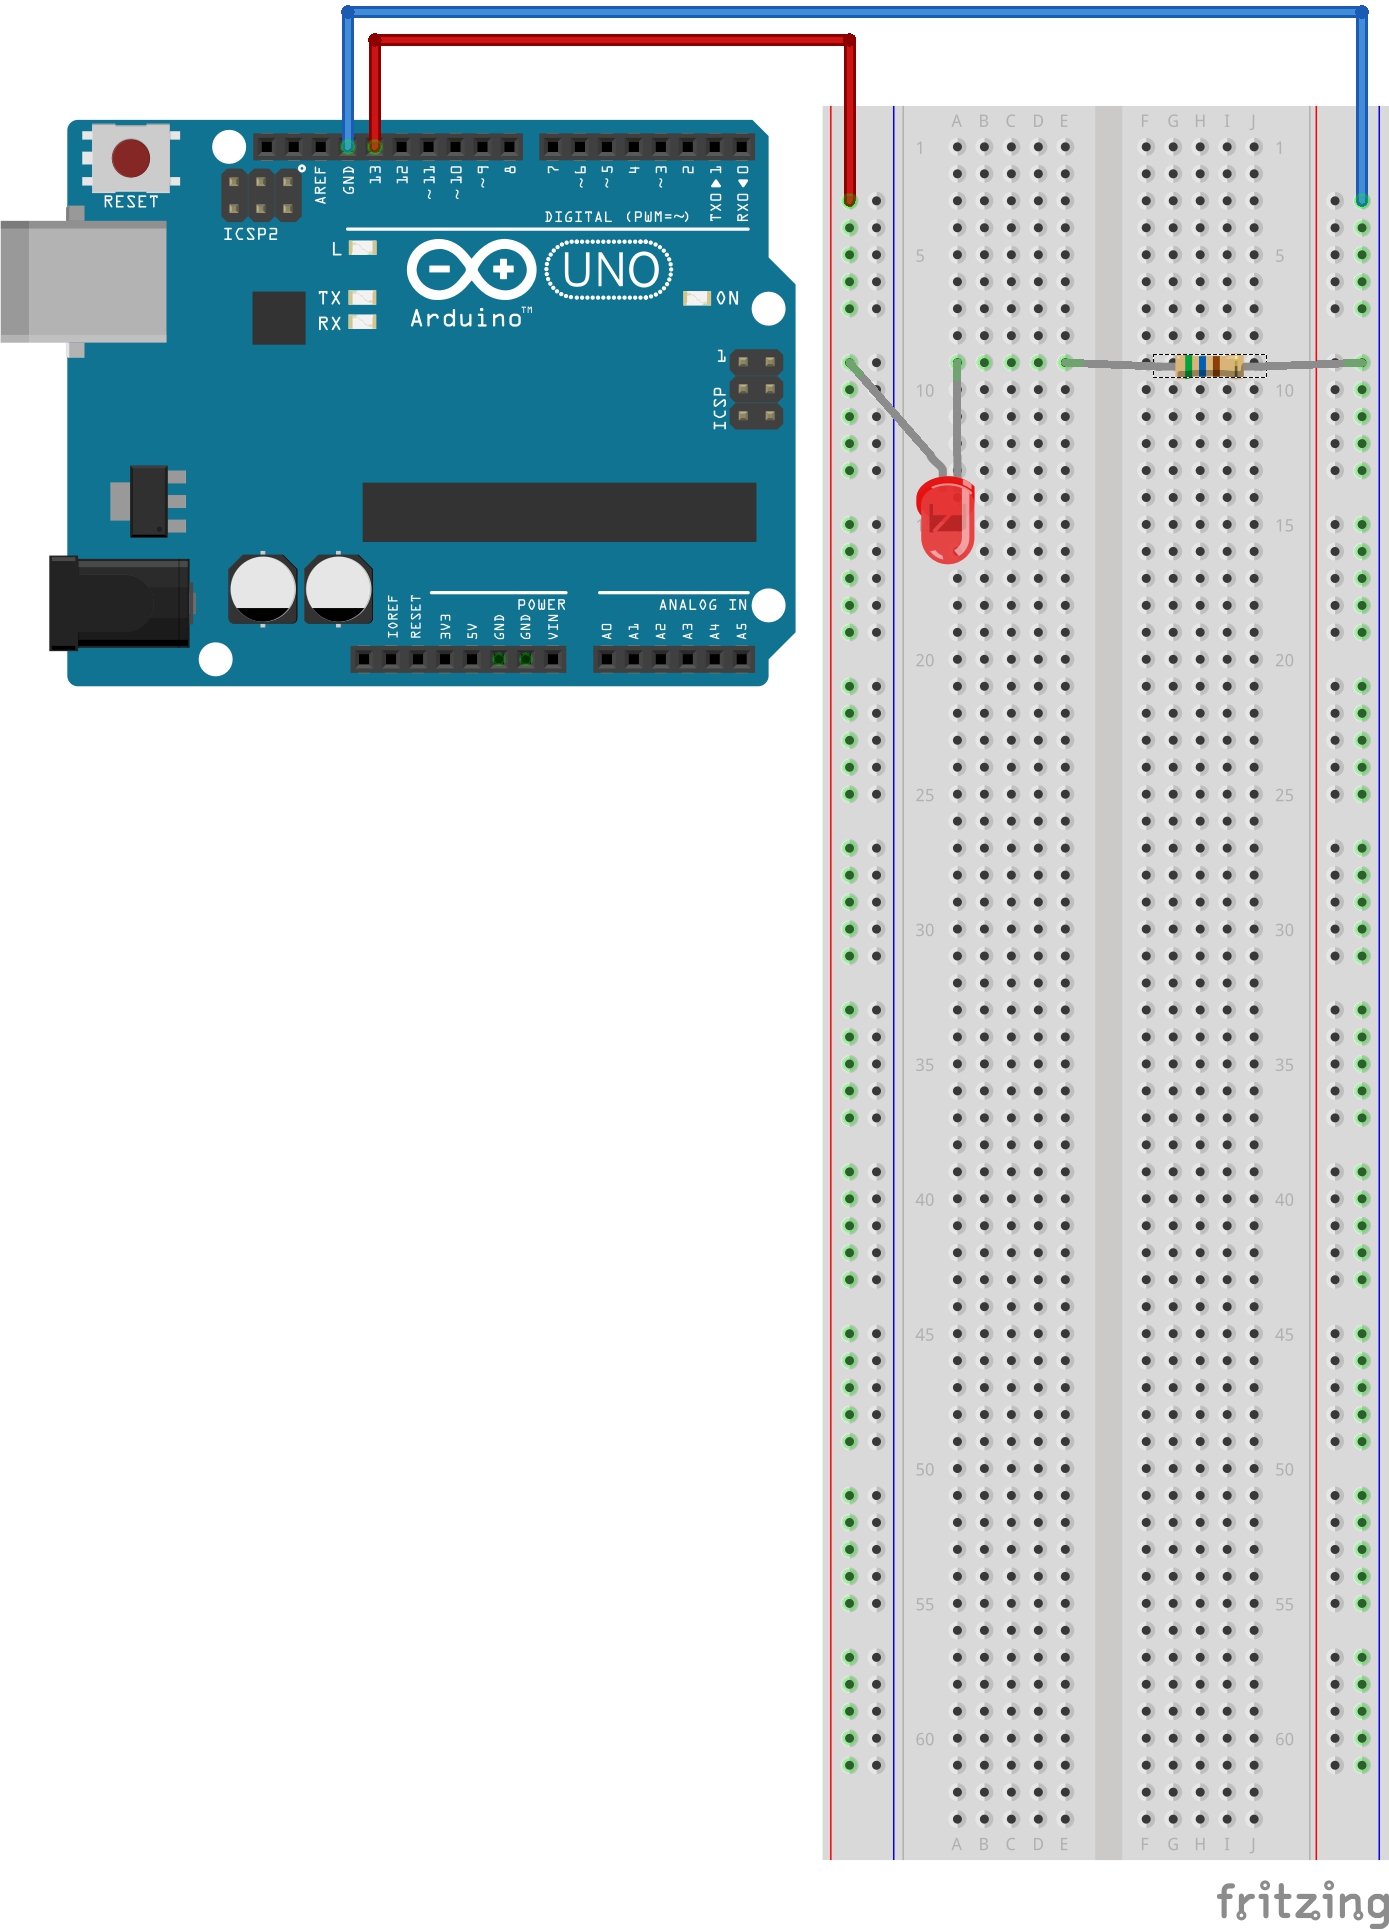 RESET
ICSP2
AREF
GND
13
12
~11
~10
~9
8
7
~6
~5
4
~3
2
TX0▶1
RX0◀0
DIGITAL (PWM=~)
L
TX
RX
UNO
Arduino™
ON
1
ICSP
IOREF
RESET
3V3
5V
GND
GND
VIN
POWER
ANALOG IN
A0
A1
A2
A3
A4
A5
A B C D E F G H I J
1 1
5 5
10 10
15
20 20
25 25
30 30
35 35
40 40
45 45
50 50
55 55
60 60
A B C D E F G H I J
fritzing